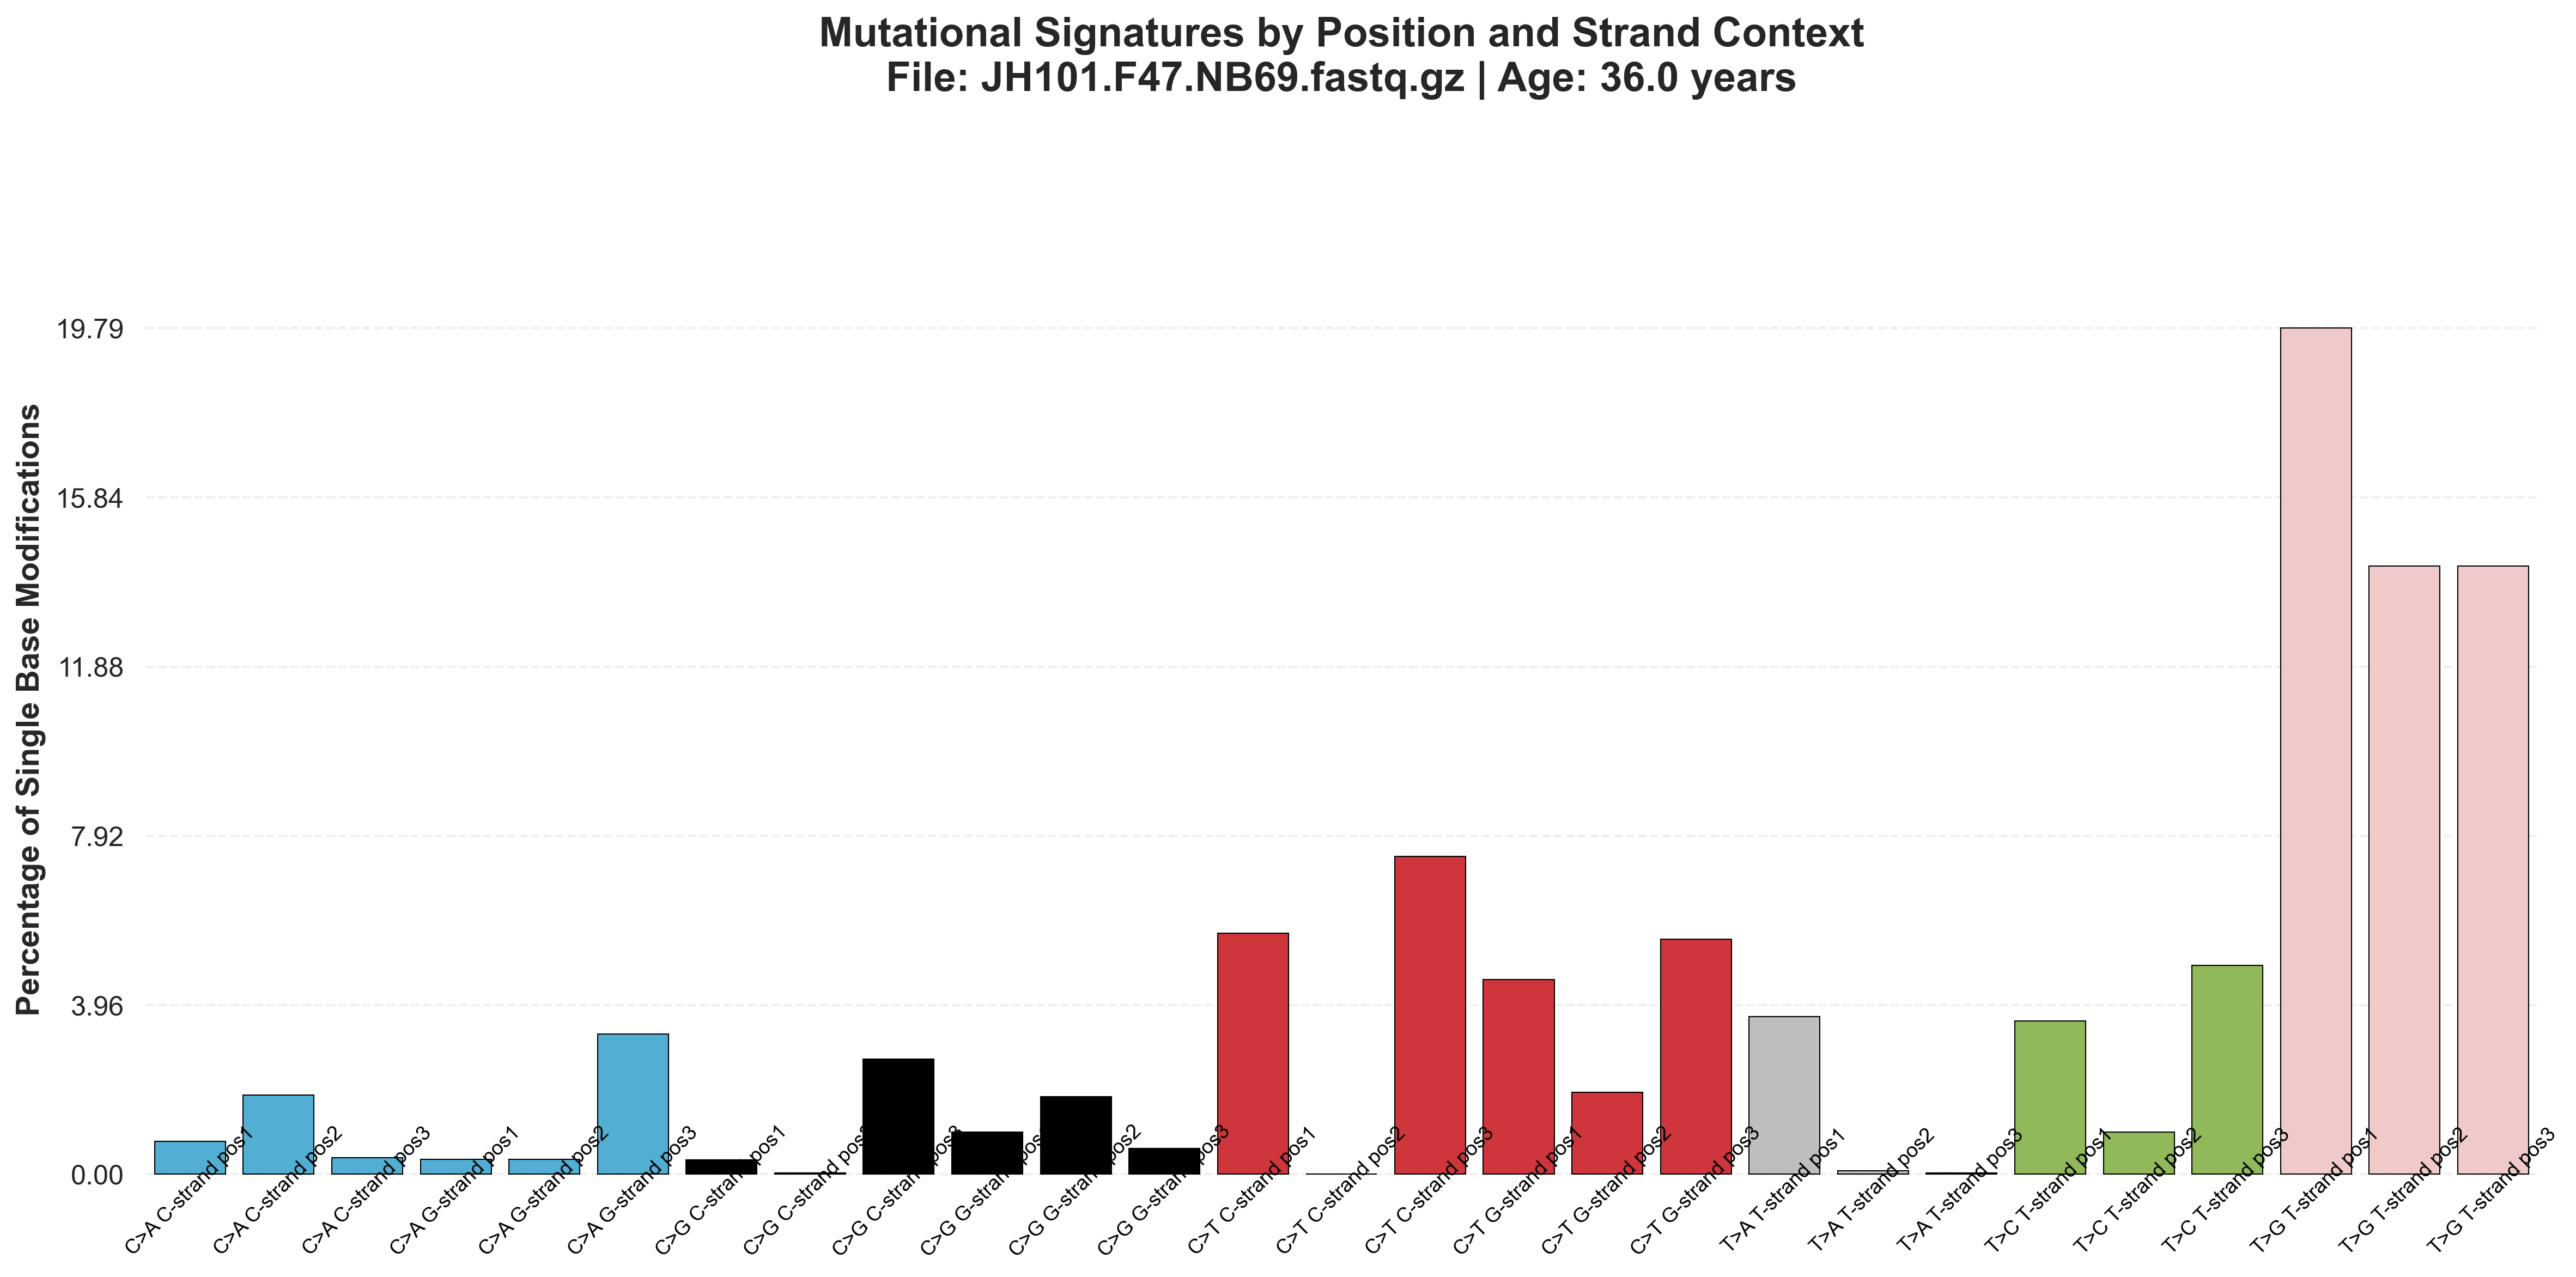 Mutational Signatures by Position and Strand Context
File: JH101.F47.NB69.fastq.gz | Age: 36.0 years
Percentage of Single Base Modifications
19.79
15.84
11.88
7.92
3.96
0.00
C>A C-strand pos1
C>A C-strand pos2
C>A C-strand pos3
C>A G-strand pos1
C>A G-strand pos2
C>A G-strand pos3
C>G C-strand pos1
C>G C-strand pos2
C>G C-strand pos3
C>G G-strand pos1
C>G G-strand pos2
C>G G-strand pos3
C>T C-strand pos1
C>T C-strand pos2
C>T C-strand pos3
C>T G-strand pos1
C>T G-strand pos2
C>T G-strand pos3
T>A T-strand pos1
T>A T-strand pos2
T>A T-strand pos3
T>C T-strand pos1
T>C T-strand pos2
T>C T-strand pos3
T>G T-strand pos1
T>G T-strand pos2
T>G T-strand pos3